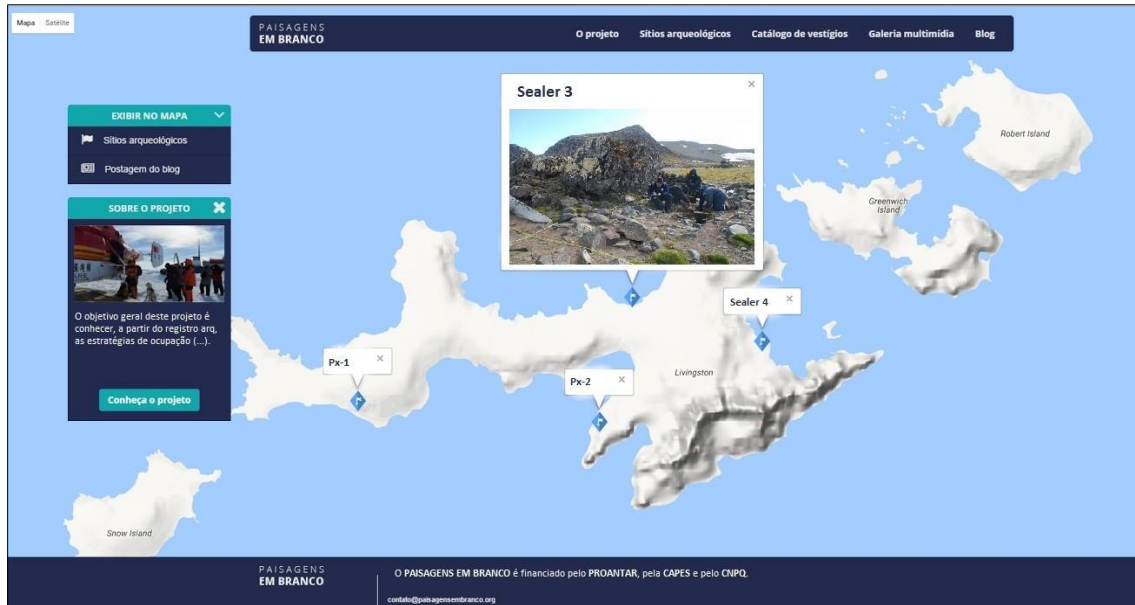 Mapa Satélite
PAISAGENS
EM BRANCO
O projeto Sítios arqueológicos Catálogo de vestígios Galeria multimídia Blog
EXIBIR NO MAPA
Sítios arqueológicos
Postagem do blog
SOBRE O PROJETO
O objetivo geral deste projeto é
conhecer, a partir do registro arq,
as estratégias de ocupação (...).
Conheça o projeto
Sealer 3
Robert Island
Greenwich
Island
Sealer 4
Px-1
Px-2
Livingston
Snow Island
PAISAGENS
EM BRANCO
O PAISAGENS EM BRANCO é financiado pelo PROANTAR, pela CAPES e pelo CNPQ.
contato@paisagensembranco.org